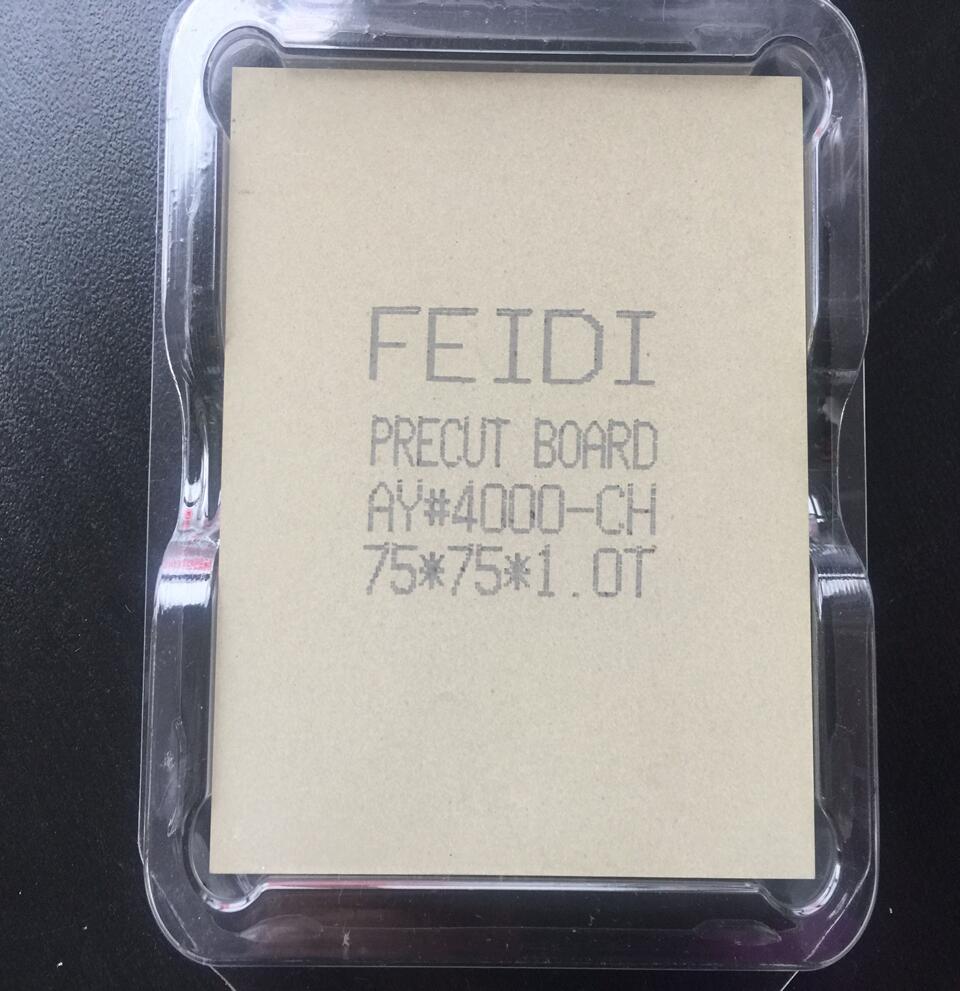 FEIDI
PRECUT BOARD
AY#4000-CH
75*75*1.0T